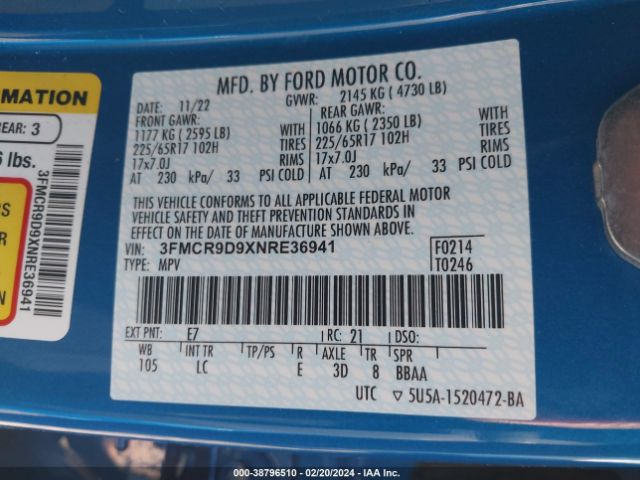 MFD. BY FORD MOTOR CO.
DATE: 11/22 GVWR: 2145 KG ( 4730 LB)
FRONT GAWR: REAR GAWR:
1177 KG ( 2595 LB) WITH 1066 KG ( 2350 LB) WITH
225/65R17 102H TIRES 225/65R17 102H TIRES
17x7.0J RIMS 17x7.0J RIMS
AT 230 kPa/ 33 PSI COLD AT 230 kPa/ 33 PSI COLD
THIS VEHICLE CONFORMS TO ALL APPLICABLE FEDERAL MOTOR
VEHICLE SAFETY AND THEFT PREVENTION STANDARDS IN
EFFECT ON THE DATE OF MANUFACTURE SHOWN ABOVE.
VIN: 3FMCR9D9XNRE36941 F0214
TYPE: MPV T0246
EXT PNT: E7 RC: 21 DSO:
WB INT TR TP/PS R AXLE TR SPR
105 LC E 3D 8 BBAA
UTC 5U5A-1520472-BA
RMATION
REAR: 3
lbs.
3FMCR9D9XNRE36941
000-38796510 - 02/20/2024 - IAA Inc.